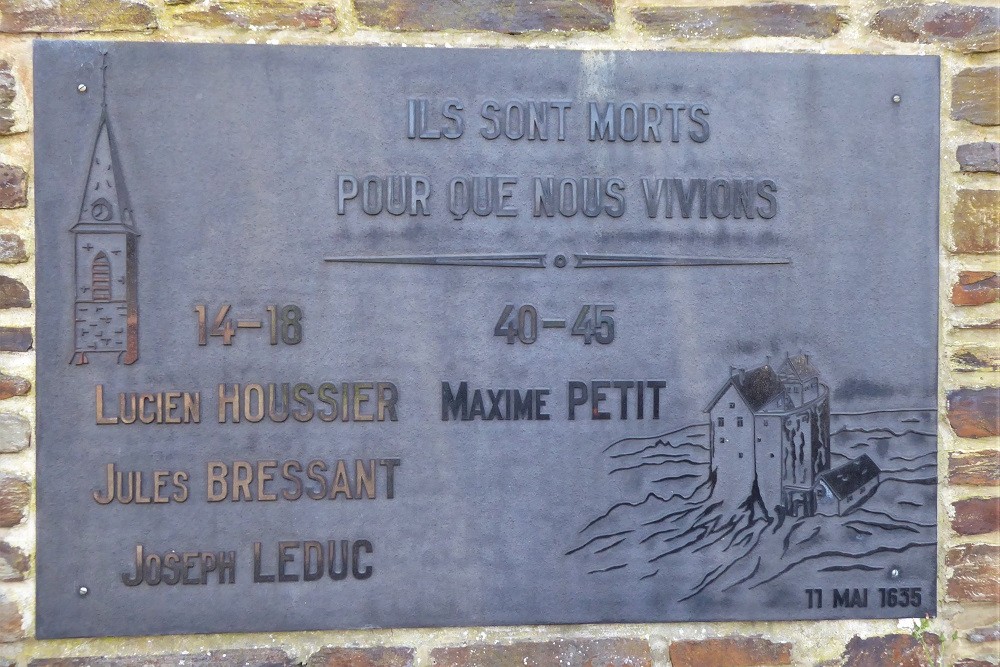 ILS SONT MORTS
POUR QUE NOUS VIVIONS
14-18 40-45
LUCIEN HOUSSIER MAXIME PETIT
JULES BRESSANT
JOSEPH LEDUC
11 MAI 1635